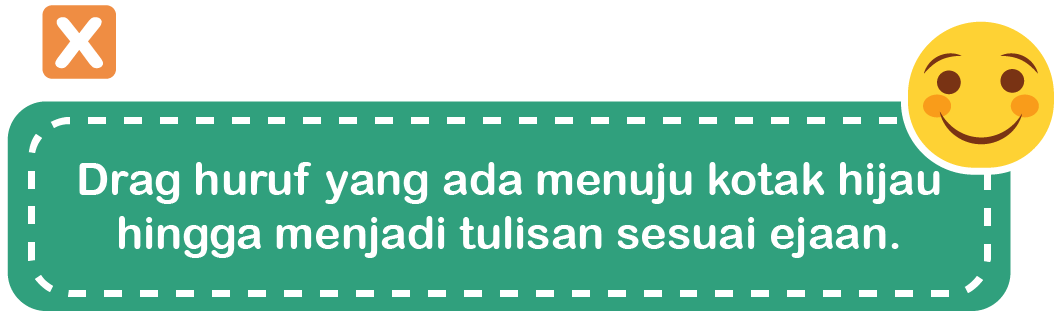 X
Drag huruf yang ada menuju kotak hijau
hingga menjadi tulisan sesuai ejaan.